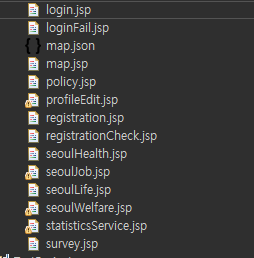 login.jsp
loginFail.jsp
map.json
map.jsp
policy.jsp
profileEdit.jsp
registration.jsp
registrationCheck.jsp
seoulHealth.jsp
seoulJob.jsp
seoulLife.jsp
seoulWelfare.jsp
statisticsService.jsp
survey.jsp